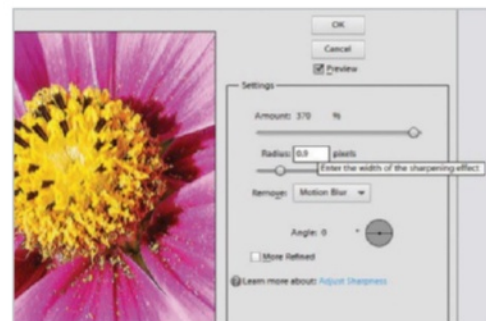 OK
Cancel
Preview
Settings
Amount: 370 %
Radius: 0.9 pixels
Enter the width of the sharpening effect
Remove: Motion Blur
Angle: 0 °
More Refined
Learn more about: Adjust Sharpness